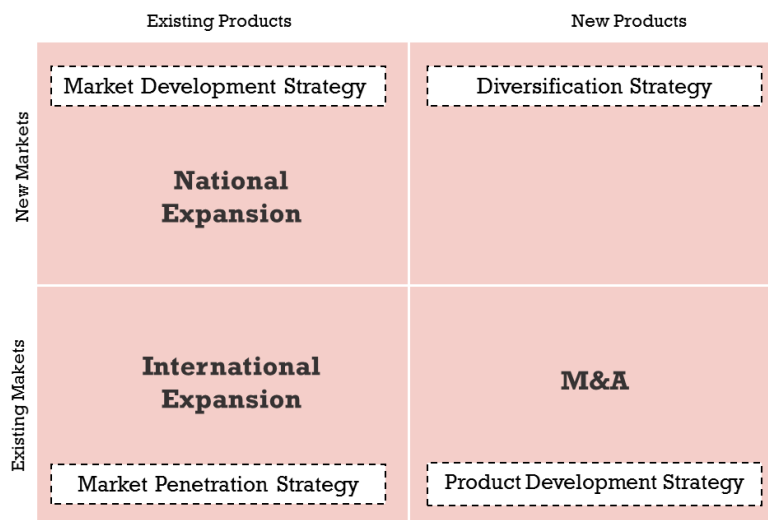 Existing Products
New Products
New Markets
Market Development Strategy
Diversification Strategy
National
Expansion
Existing Makets
International
Expansion
M&A
Market Penetration Strategy
Product Development Strategy